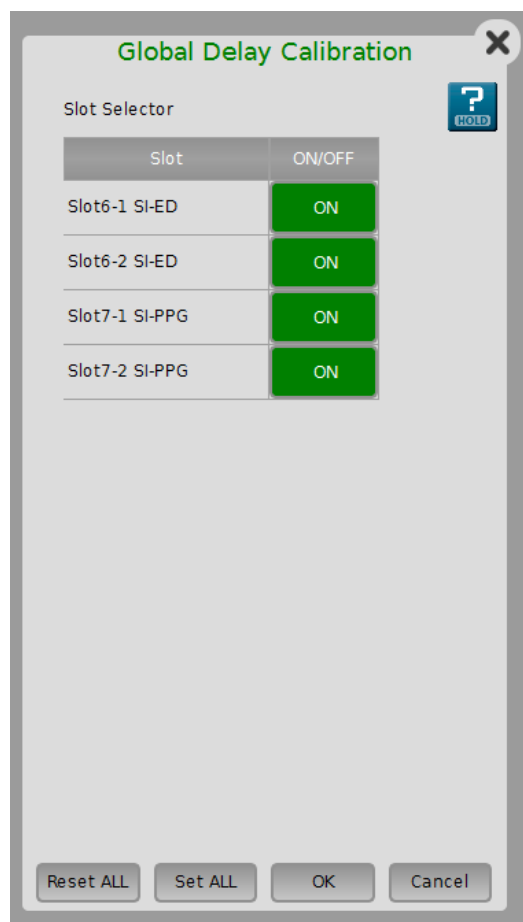 Global Delay Calibration
Slot Selector
HOLD
Slot ON/OFF
Slot6-1 SI-ED ON
Slot6-2 SI-ED ON
Slot7-1 SI-PPG ON
Slot7-2 SI-PPG ON
Reset ALL Set ALL OK Cancel